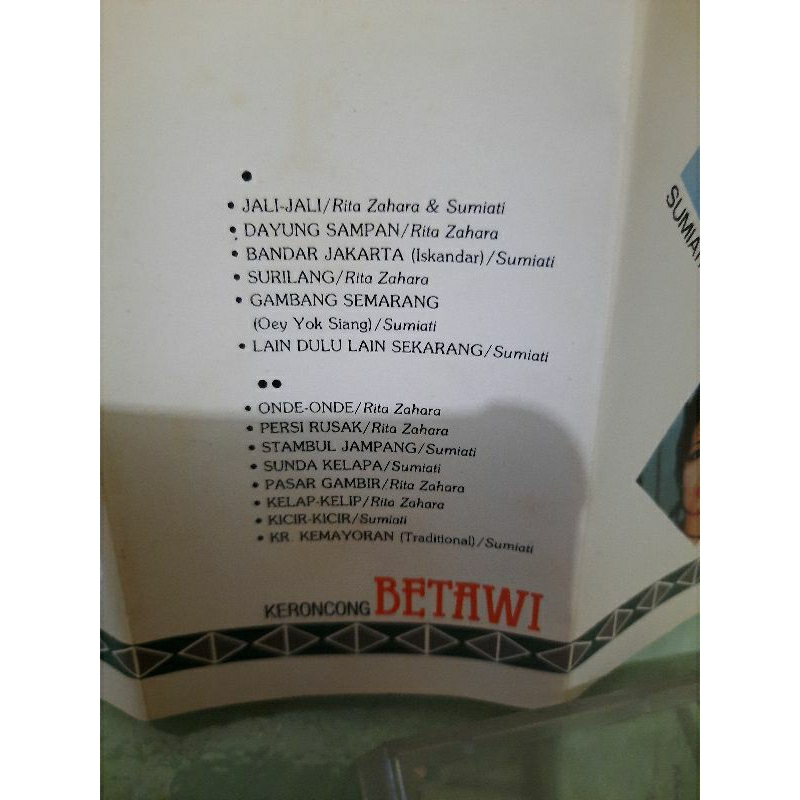 • JALI-JALI/Rita Zahara & Sumiati
• DAYUNG SAMPAN/Rita Zahara
• BANDAR JAKARTA (Iskandar)/Sumiati
• SURILANG/Rita Zahara
• GAMBANG SEMARANG
(Oey Yok Siang)/Sumiati
• LAIN DULU LAIN SEKARANG/Sumiati
• ONDE-ONDE/Rita Zahara
• PERSI RUSAK/Rita Zahara
• STAMBUL JAMPANG/Sumiati
• SUNDA KELAPA/Sumiati
• PASAR GAMBIR/Rita Zahara
• KELAP-KELIP/Rita Zahara
• KICIR-KICIR/Sumiati
• KR. KEMAYORAN (Traditional)/Sumiati
KERONCONG BETAWI